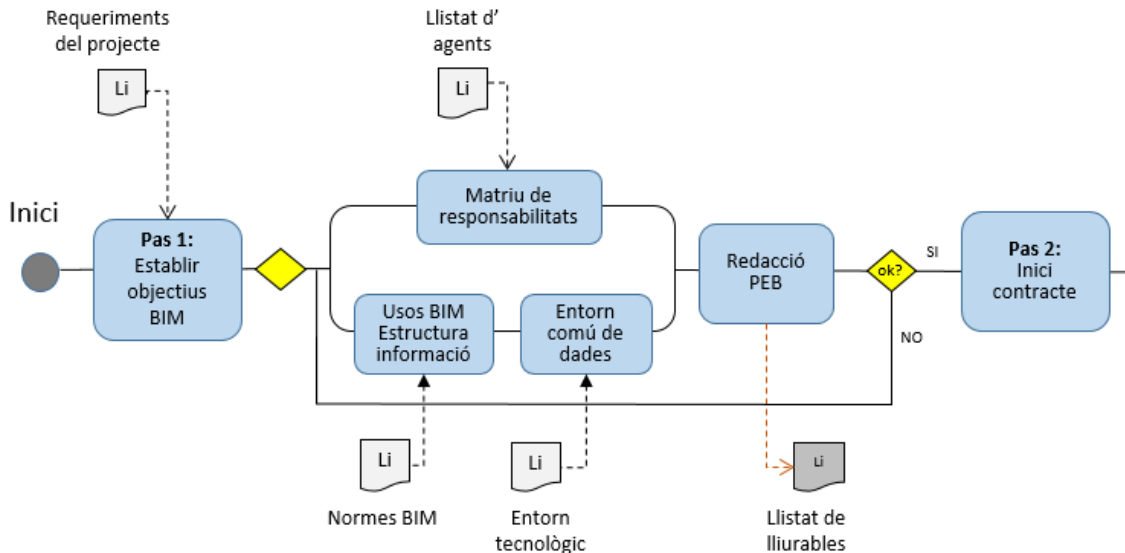 Requeriments
del projecte
Li
Llistat d’
agents
Li
Inici
Pas 1:
Establir
objectius
BIM
Matriu de
responsabilitats
Usos BIM
Estructura
informació
Entorn
comú de
dades
Redacció
PEB
ok?
SI
NO
Pas 2:
Inici
contracte
Li
Normes BIM
Li
Entorn
tecnològic
Li
Llistat de
lliurables